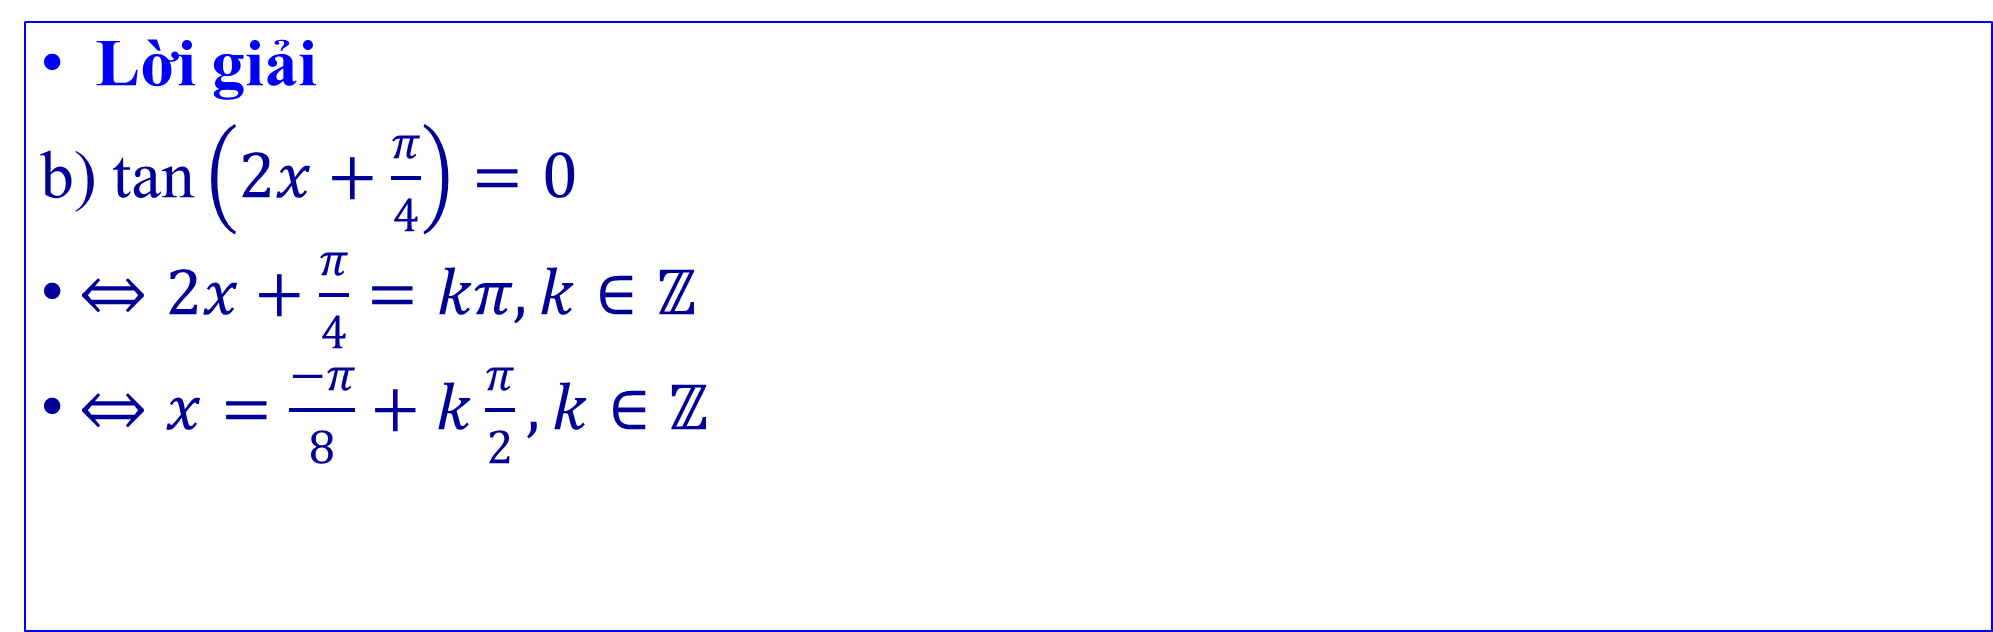 • Lời giải
b) tan(2x + π/4) = 0
• ⇔ 2x + π/4 = kπ, k ∈ ℤ
• ⇔ x = −π/8 + k π/2, k ∈ ℤ